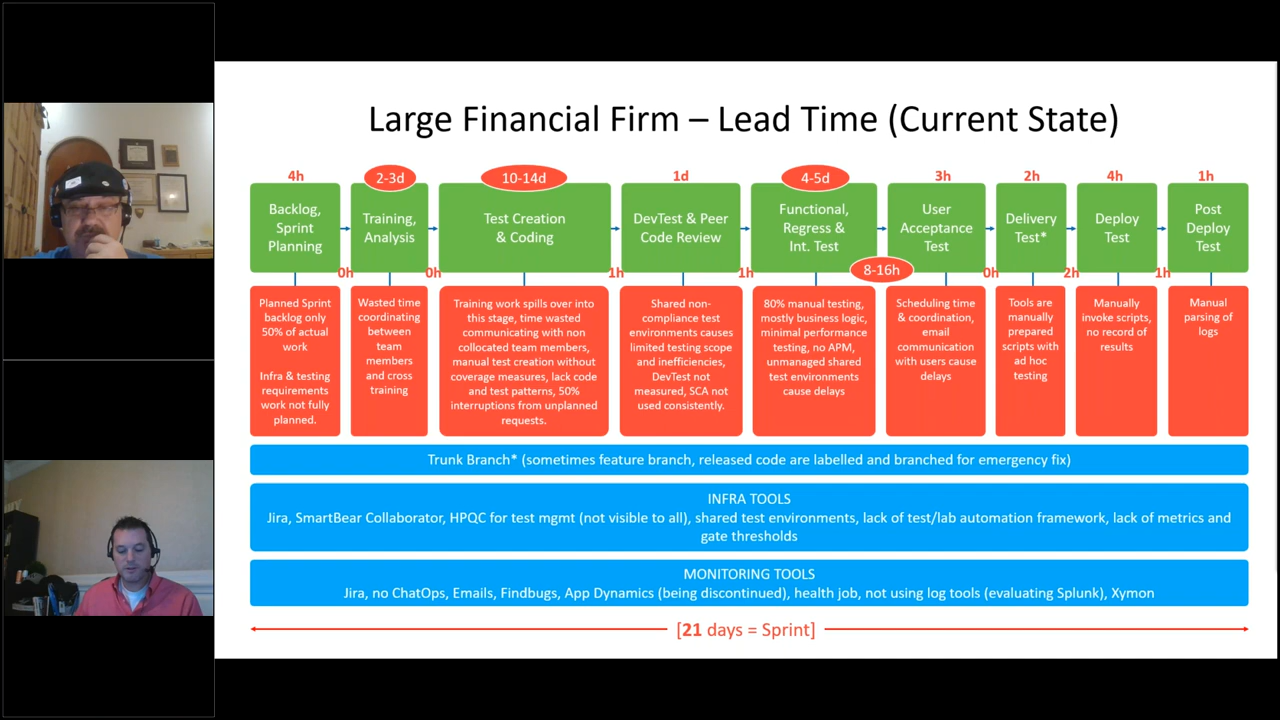 Large Financial Firm – Lead Time (Current State)
4h
2-3d
10-14d
1d
4-5d
3h
2h
4h
1h
Backlog,
Sprint
Planning
Training,
Analysis
Test Creation
& Coding
DevTest & Peer
Code Review
Functional,
Regress &
Int. Test
User
Acceptance
Test
Delivery
Test*
Deploy
Test
Post
Deploy
Test
0h
0h
1h
1h
8-16h
0h
2h
1h
Planned Sprint
backlog only
50% of actual
work
Infra & testing
requirements
work not fully
planned.
Wasted time
coordinating
between
team
members
and cross
training
Training work spills over into
this stage, time wasted
communicating with non
collocated team members,
manual test creation without
coverage measures, lack code
and test patterns, 50%
interruptions from unplanned
requests.
Shared non-
compliance test
environments causes
limited testing scope
and inefficiencies,
DevTest not
measured, SCA not
used consistently.
80% manual testing,
mostly business logic,
minimal performance
testing, no APM,
unmanaged shared
test environments
cause delays
Scheduling time
& coordination,
email
communication
with users cause
delays
Tools are
manually
prepared
scripts with
ad hoc
testing
Manually
invoke scripts,
no record of
results
Manual
parsing of
logs
Trunk Branch* (sometimes feature branch, released code are labelled and branched for emergency fix)
INFRA TOOLS
Jira, SmartBear Collaborator, HPQC for test mgmt (not visible to all), shared test environments, lack of test/lab automation framework, lack of metrics and
gate thresholds
MONITORING TOOLS
Jira, no ChatOps, Emails, Findbugs, App Dynamics (being discontinued), health job, not using log tools (evaluating Splunk), Xymon
[21 days = Sprint]